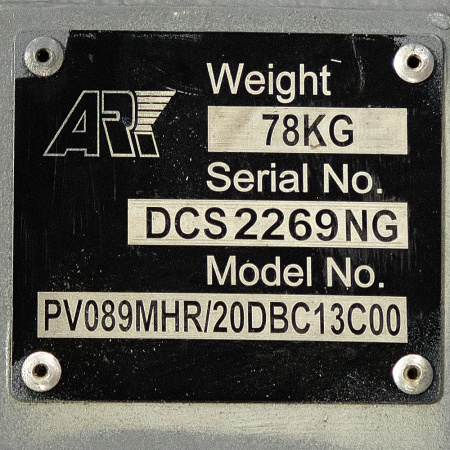 ARK
Weight
78KG
Serial No.
DCS2269NG
Model No.
PV089MHR/20DBC13C00